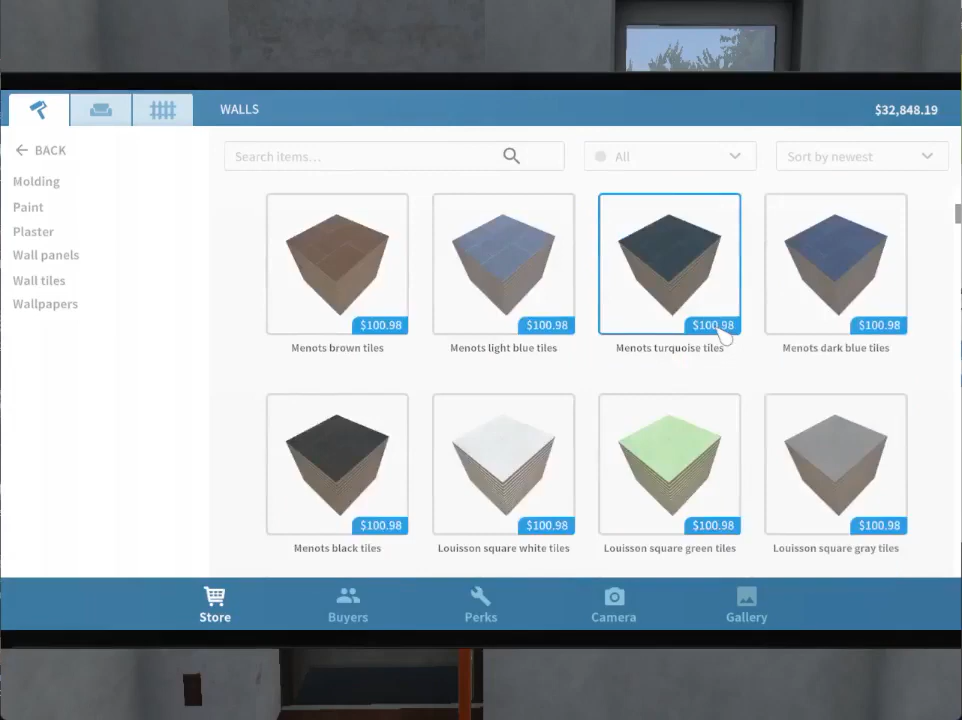 WALLS
$32,848.19
BACK
Search items...
All
Sort by newest
Molding
Paint
Plaster
Wall panels
Wall tiles
Wallpapers
$100.98
$100.98
$100.98
$100.98
Menots brown tiles
Menots light blue tiles
Menots turquoise tiles
Menots dark blue tiles
$100.98
$100.98
$100.98
$100.98
Menots black tiles
Louisson square white tiles
Louisson square green tiles
Louisson square gray tiles
Store
Buyers
Perks
Camera
Gallery